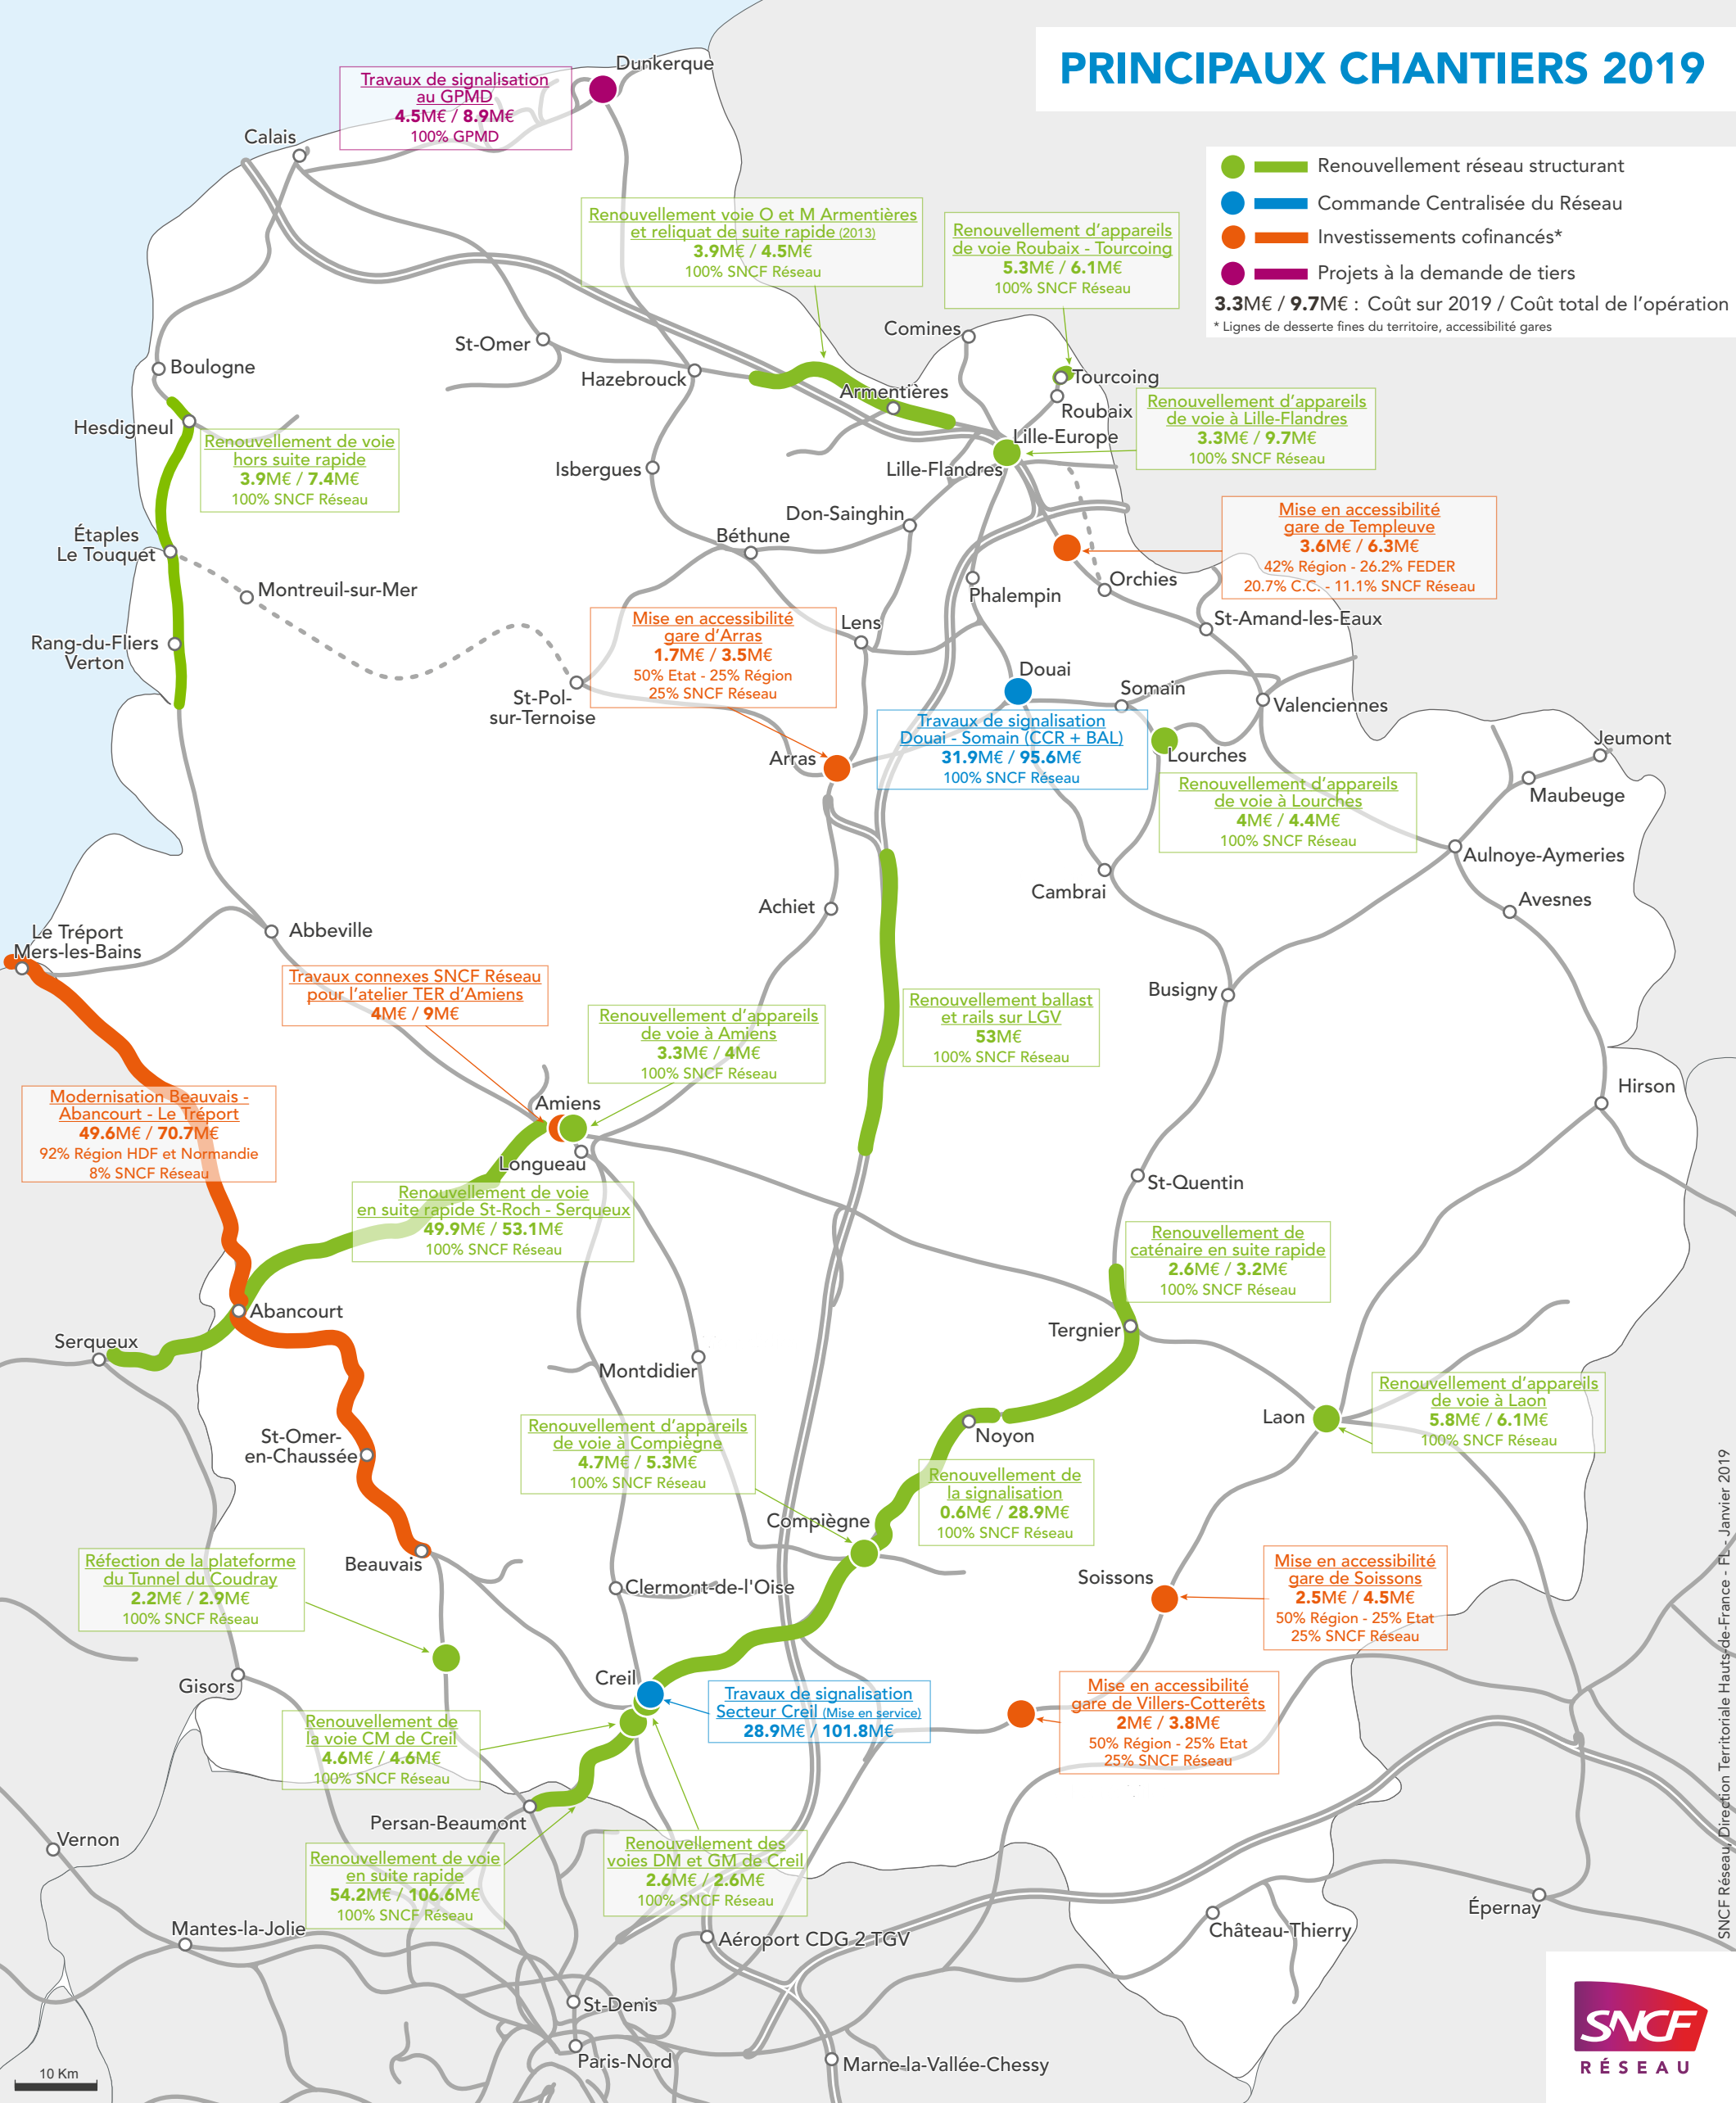 PRINCIPAUX CHANTIERS 2019
Renouvellement réseau structurant
Commande Centralisée du Réseau
Investissements cofinancés*
Projets à la demande de tiers
3.3M€ / 9.7M€ : Coût sur 2019 / Coût total de l'opération
* Lignes de desserte fines du territoire, accessibilité gares
Dunkerque
Travaux de signalisation
au GPMD
4.5M€ / 8.9M€
100% GPMD
Calais
Renouvellement voie O et M Armentières
et reliquat de suite rapide (2013)
3.9M€ / 4.5M€
100% SNCF Réseau
Renouvellement d'appareils
de voie Roubaix - Tourcoing
5.3M€ / 6.1M€
100% SNCF Réseau
Comines
St-Omer
Boulogne
Hazebrouck
Armentières
Tourcoing
Roubaix
Renouvellement d'appareils
de voie à Lille-Flandres
3.3M€ / 9.7M€
100% SNCF Réseau
Hesdigneul
Lille-Europe
Lille-Flandres
Renouvellement de voie
hors suite rapide
3.9M€ / 7.4M€
100% SNCF Réseau
Isbergues
Don-Sainghin
Béthune
Étaples
Le Touquet
Mise en accessibilité
gare de Templeuve
3.6M€ / 6.3M€
42% Région - 26.2% FEDER
20.7% C.C. - 11.1% SNCF Réseau
Montreuil-sur-Mer
Phalempin
Orchies
St-Amand-les-Eaux
Mise en accessibilité
gare d'Arras
1.7M€ / 3.5M€
50% Etat - 25% Région
25% SNCF Réseau
Lens
Rang-du-Fliers
Verton
St-Pol-
sur-Ternoise
Douai
Somain
Valenciennes
Travaux de signalisation
Douai - Somain (CCR + BAL)
31.9M€ / 95.6M€
100% SNCF Réseau
Arras
Lourches
Jeumont
Maubeuge
Renouvellement d'appareils
de voie à Lourches
4M€ / 4.4M€
100% SNCF Réseau
Aulnoye-Aymeries
Cambrai
Avesnes
Achiet
Abbeville
Le Tréport
Mers-les-Bains
Travaux connexes SNCF Réseau
pour l'atelier TER d'Amiens
4M€ / 9M€
Renouvellement d'appareils
de voie à Amiens
3.3M€ / 4M€
100% SNCF Réseau
Renouvellement ballast
et rails sur LGV
53M€
100% SNCF Réseau
Busigny
Hirson
Modernisation Beauvais -
Abancourt - Le Tréport
49.6M€ / 70.7M€
92% Région HDF et Normandie
8% SNCF Réseau
Amiens
Longueau
St-Quentin
Renouvellement de voie
en suite rapide St-Roch - Serqueux
49.9M€ / 53.1M€
100% SNCF Réseau
Renouvellement de
caténaire en suite rapide
2.6M€ / 3.2M€
100% SNCF Réseau
Abancourt
Serqueux
Tergnier
Montdidier
Renouvellement d'appareils
de voie à Laon
5.8M€ / 6.1M€
100% SNCF Réseau
Laon
St-Omer-
en-Chaussée
Renouvellement d'appareils
de voie à Compiègne
4.7M€ / 5.3M€
100% SNCF Réseau
Noyon
Renouvellement de
la signalisation
0.6M€ / 28.9M€
100% SNCF Réseau
Compiègne
Beauvais
Réfection de la plateforme
du Tunnel du Coudray
2.2M€ / 2.9M€
100% SNCF Réseau
Clermont-de-l'Oise
Soissons
Mise en accessibilité
gare de Soissons
2.5M€ / 4.5M€
50% Région - 25% Etat
25% SNCF Réseau
Gisors
Creil
Travaux de signalisation
Secteur Creil (Mise en service)
28.9M€ / 101.8M€
Mise en accessibilité
gare de Villers-Cotterêts
2M€ / 3.8M€
50% Région - 25% Etat
25% SNCF Réseau
Renouvellement de
la voie CM de Creil
4.6M€ / 4.6M€
100% SNCF Réseau
Persan-Beaumont
Vernon
Renouvellement de voie
en suite rapide
54.2M€ / 106.6M€
100% SNCF Réseau
Renouvellement des
voies DM et GM de Creil
2.6M€ / 2.6M€
100% SNCF Réseau
Mantes-la-Jolie
Aéroport CDG 2 TGV
Château-Thierry
Épernay
St-Denis
Paris-Nord
Marne-la-Vallée-Chessy
10 Km
SNCF Réseau, Direction Territoriale Hauts-de-France - FL - Janvier 2019
SNCF
RÉSEAU